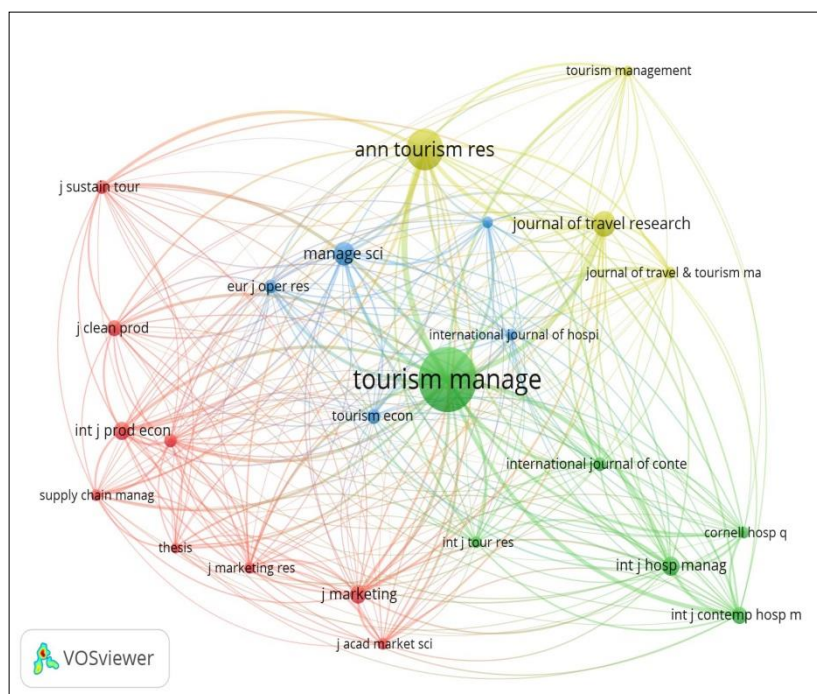 tourism management
ann tourism res
j sustain tour
journal of travel research
manage sci
journal of travel & tourism ma
eur j oper res
j clean prod
international journal of hospi
tourism manage
tourism econ
int j prod econ
international journal of conte
supply chain manag
cornell hosp q
int j tour res
thesis
j marketing res
int j hosp manag
j marketing
int j contemp hosp m
j acad market sci
VOSviewer